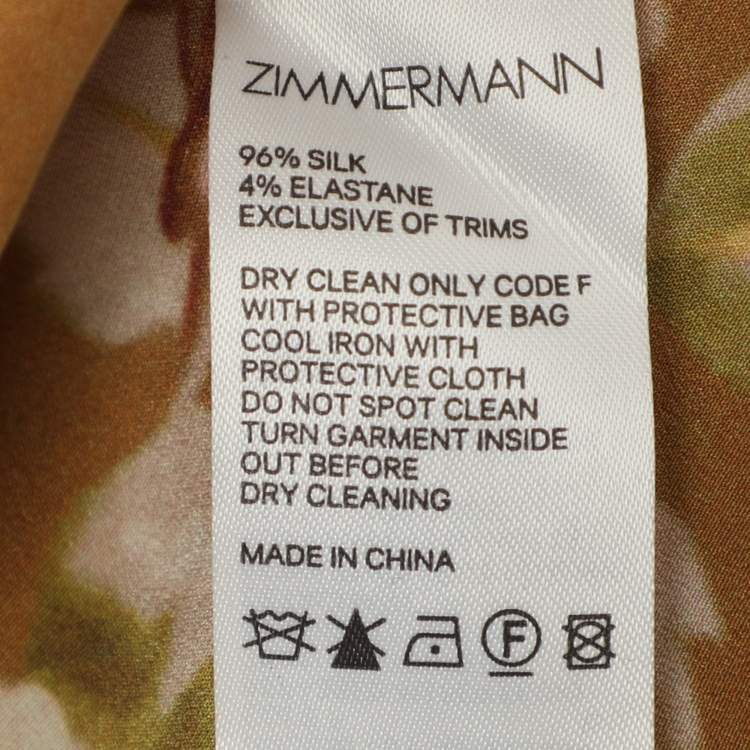 ZIMMERMANN
96% SILK
4% ELASTANE
EXCLUSIVE OF TRIMS
DRY CLEAN ONLY CODE F
WITH PROTECTIVE BAG
COOL IRON WITH
PROTECTIVE CLOTH
DO NOT SPOT CLEAN
TURN GARMENT INSIDE
OUT BEFORE
DRY CLEANING
MADE IN CHINA
F